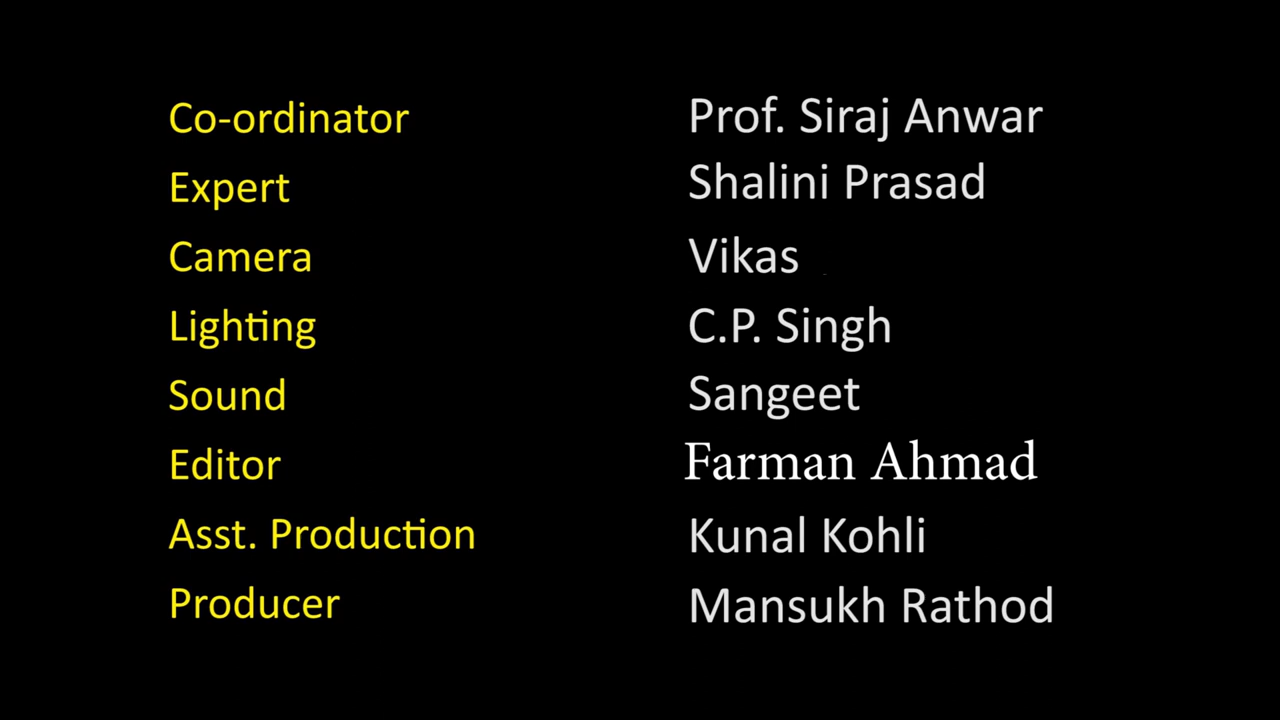 Co-ordinator Prof. Siraj Anwar
Expert Shalini Prasad
Camera Vikas
Lighting C.P. Singh
Sound Sangeet
Editor Farman Ahmad
Asst. Production Kunal Kohli
Producer Mansukh Rathod